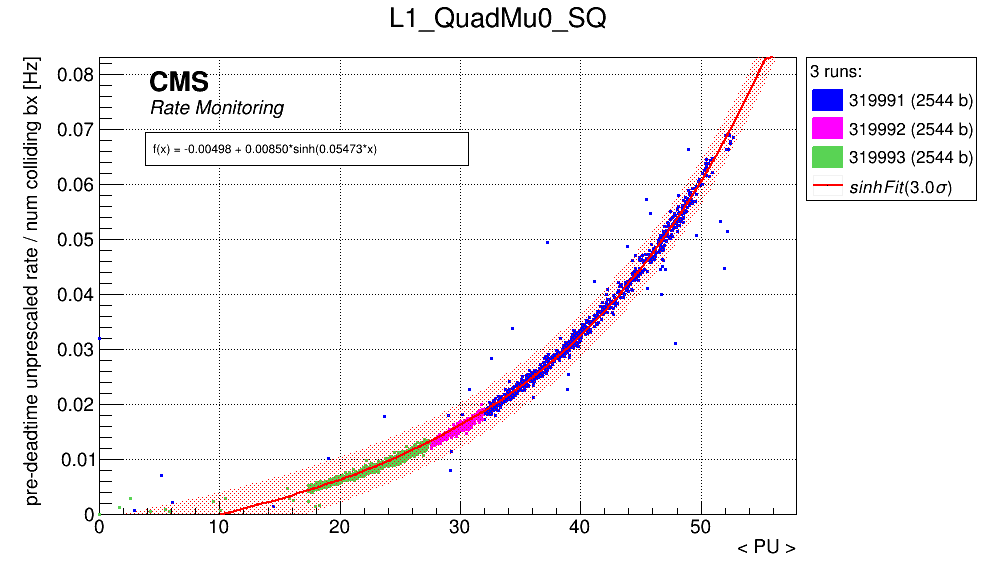 L1_QuadMu0_SQ
pre-deadtime unprescaled rate / num colliding bx [Hz]
CMS
Rate Monitoring
f(x) = -0.00498 + 0.00850*sinh(0.05473*x)
0.08
0.07
0.06
0.05
0.04
0.03
0.02
0.01
0
0 10 20 30 40 50
< PU >
3 runs:
319991 (2544 b)
319992 (2544 b)
319993 (2544 b)
sinhFit(3.0σ)